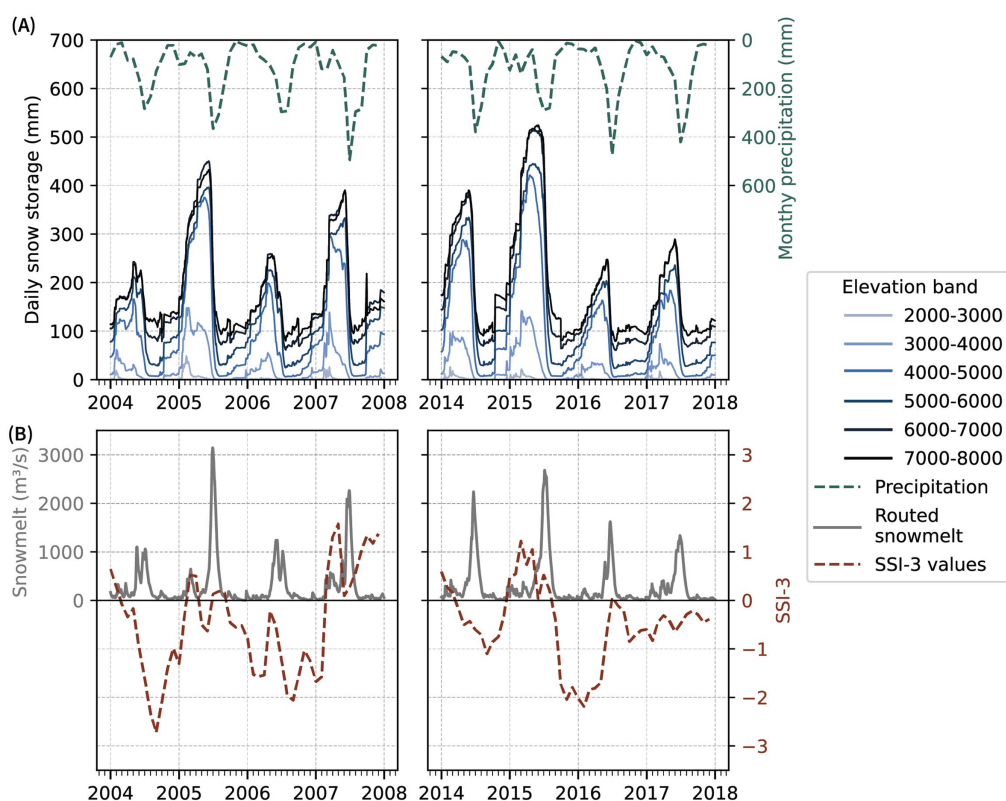 (A)
Daily snow storage (mm)
700
600
500
400
300
200
100
0
0
200
400
600
Monthy precipitation (mm)
2004 2005 2006 2007 2008
2014 2015 2016 2017 2018
(B)
Snowmelt (m³/s)
3000
2000
1000
0
3
2
1
0
−1
−2
−3
SSI-3
2004 2005 2006 2007 2008
2014 2015 2016 2017 2018
Elevation band
2000-3000
3000-4000
4000-5000
5000-6000
6000-7000
7000-8000
Precipitation
Routed
snowmelt
SSI-3 values